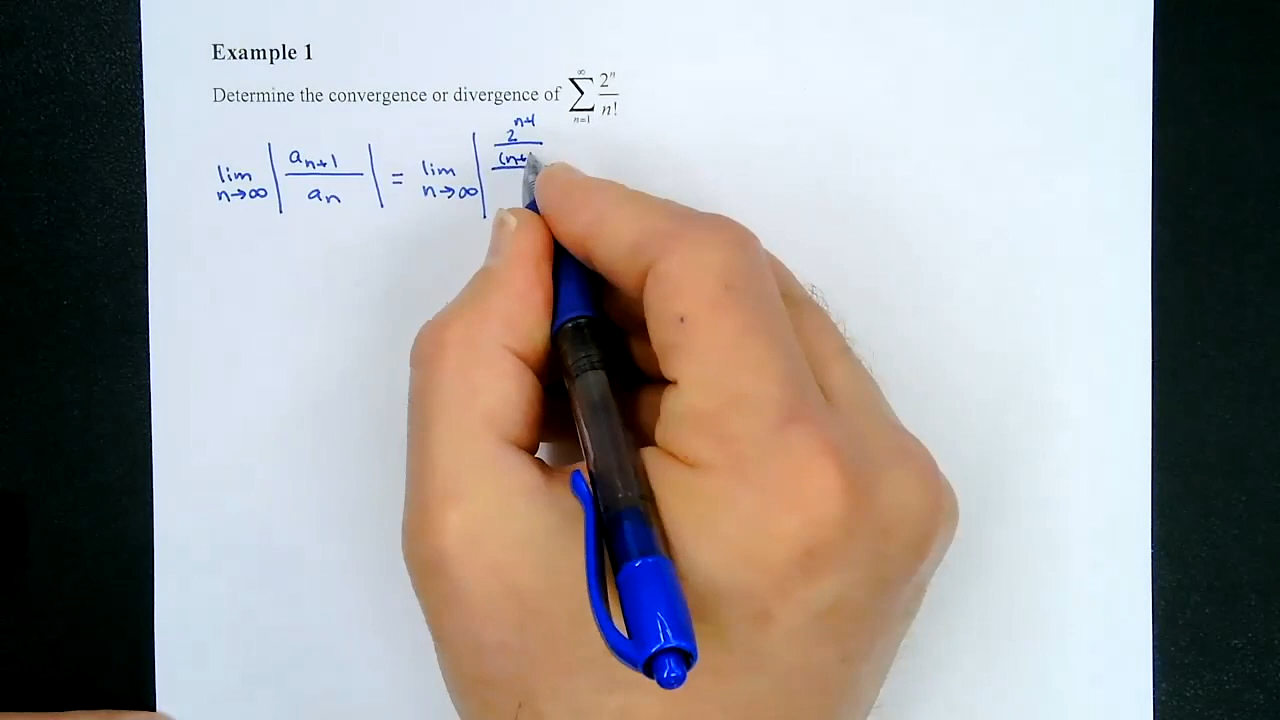 Example 1
Determine the convergence or divergence of ∑_{n=1}^{∞} 2^n / n!
lim_{n→∞} | a_{n+1} / a_n | = lim_{n→∞} | 2^{n+1} / (n+